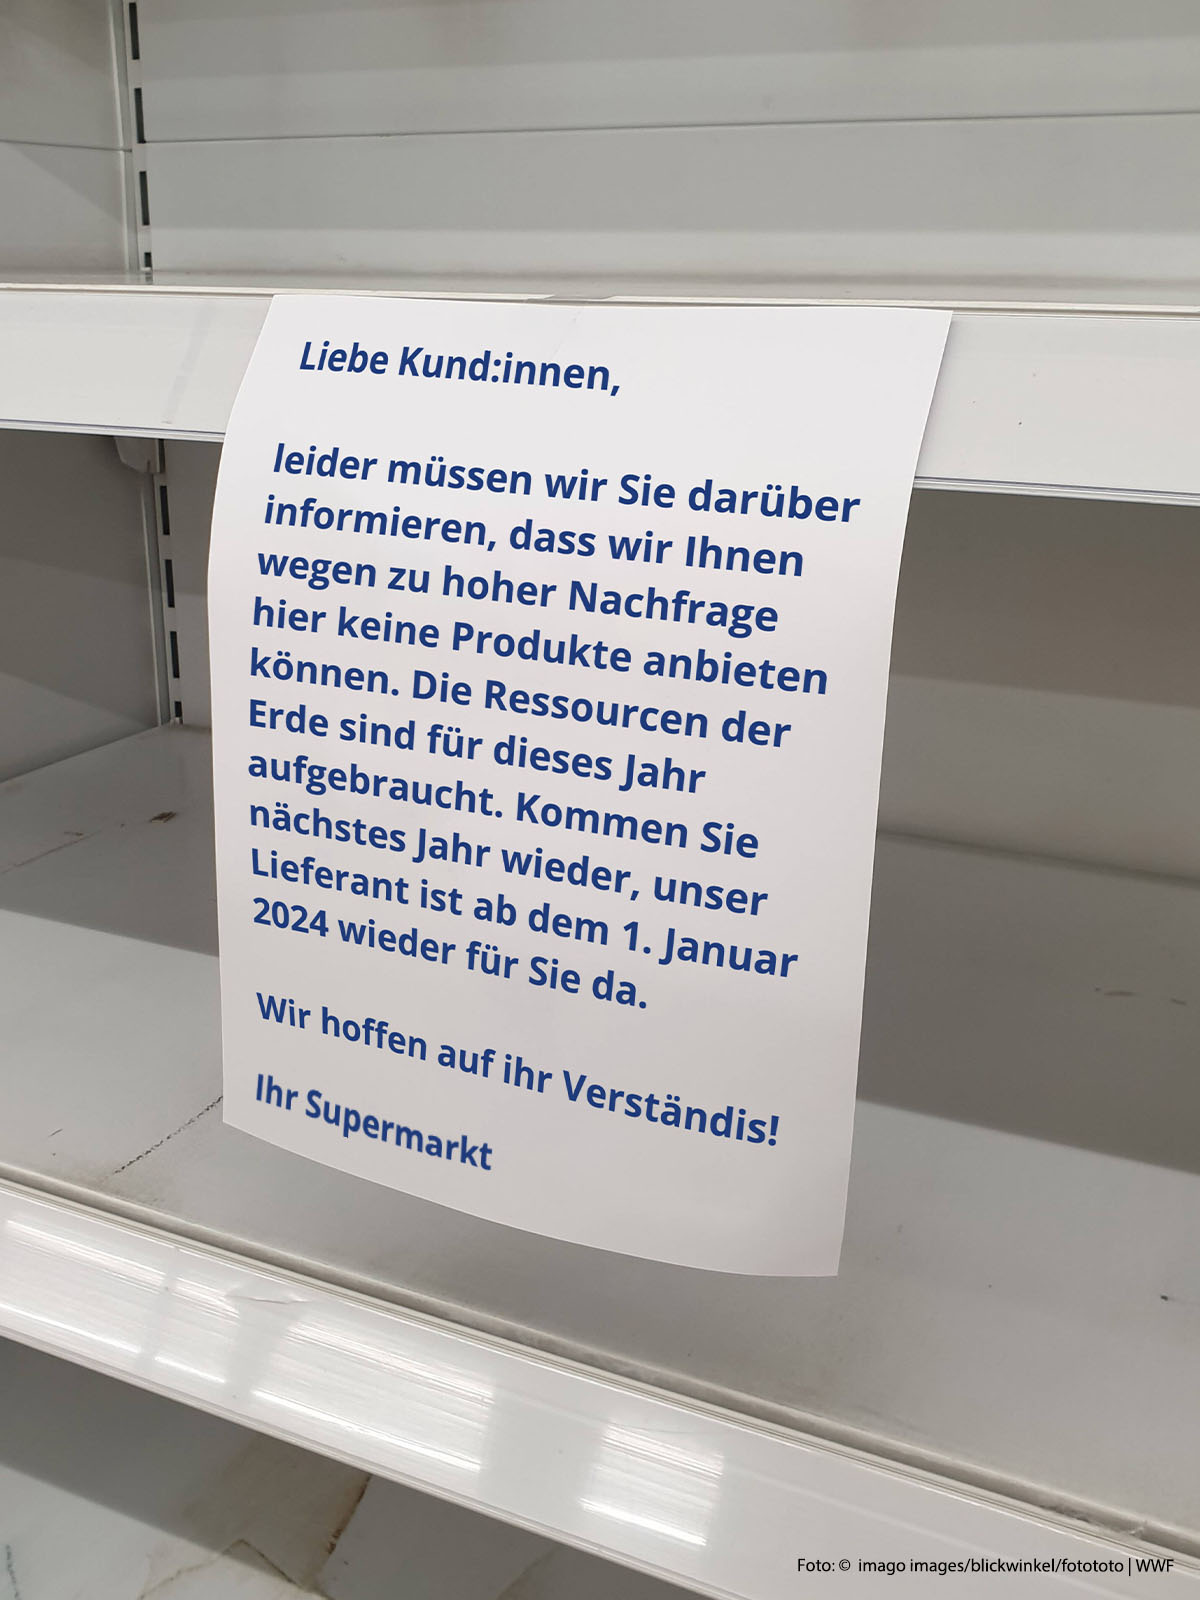 Liebe Kund:innen,
leider müssen wir Sie darüber
informieren, dass wir Ihnen
wegen zu hoher Nachfrage
hier keine Produkte anbieten
können. Die Ressourcen der
Erde sind für dieses Jahr
aufgebraucht. Kommen Sie
nächstes Jahr wieder, unser
Lieferant ist ab dem 1. Januar
2024 wieder für Sie da.
Wir hoffen auf ihr Verständis!
Ihr Supermarkt
Foto: © imago images/blickwinkel/fotototo | WWF